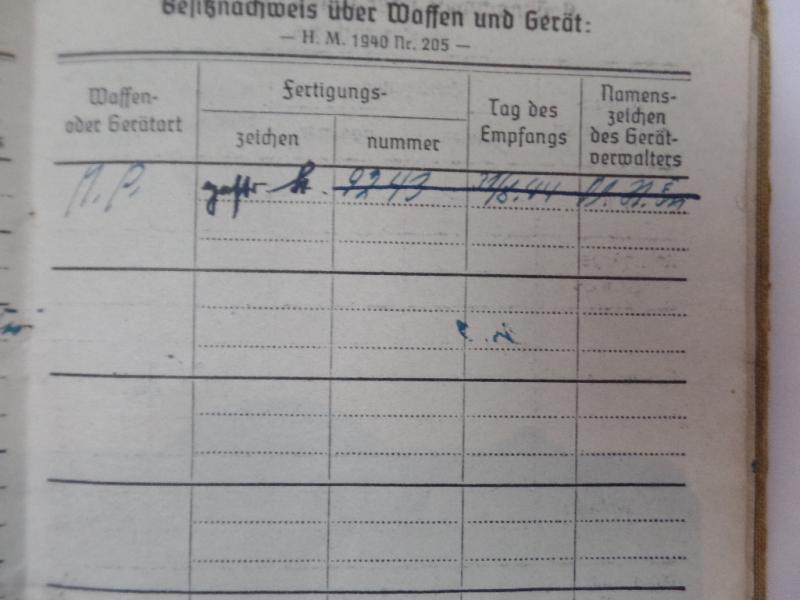 Besitznachweis über Waffen und Gerät:
— H. M. 1940 Nr. 205 —
Waffen-
oder Gerätart
Fertigungs-
zeichen
nummer
Tag des
Empfangs
Namens-
zeichen
des Gerät-
verwalters
M. P. 9243